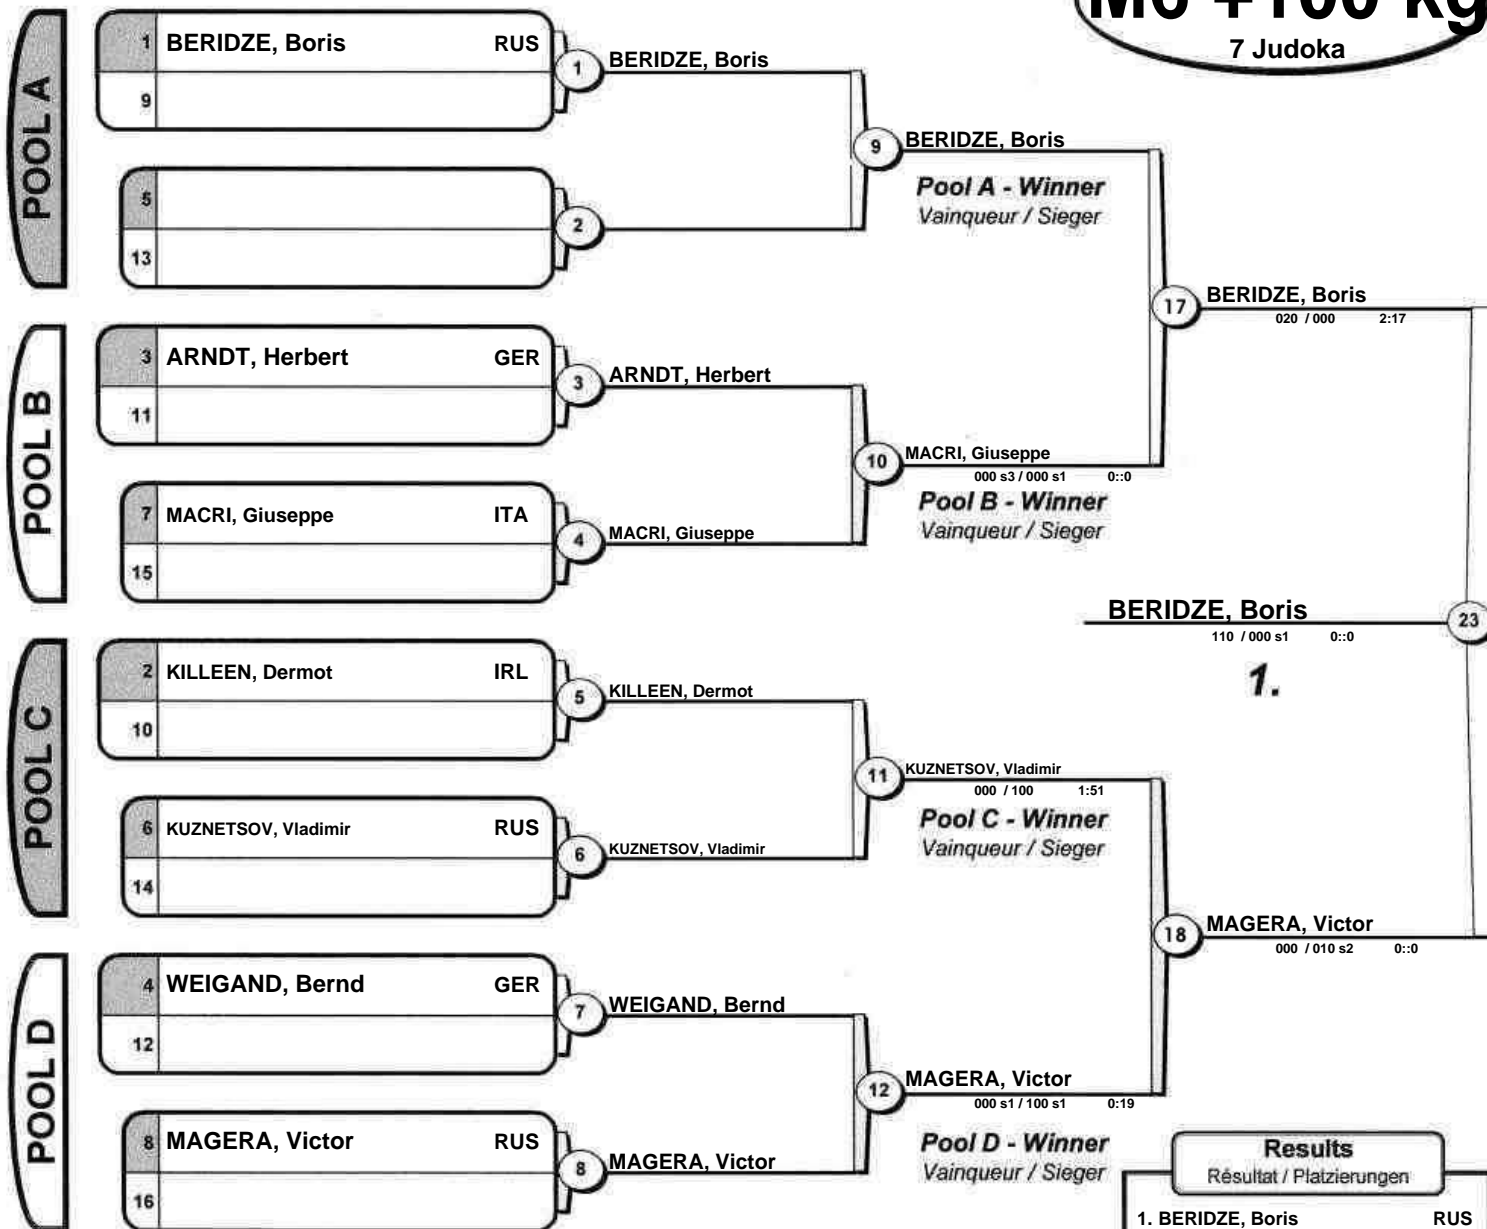 M6 +100 kg
7 Judoka
POOL A
1 BERIDZE, Boris RUS
9
1 BERIDZE, Boris
5
13
2
9 BERIDZE, Boris
Pool A - Winner
Vainqueur / Sieger
POOL B
3 ARNDT, Herbert GER
11
3 ARNDT, Herbert
7 MACRI, Giuseppe ITA
15
4 MACRI, Giuseppe
10 MACRI, Giuseppe
000 s3 / 000 s1 0::0
Pool B - Winner
Vainqueur / Sieger
17 BERIDZE, Boris
020 / 000 2:17
BERIDZE, Boris 23
110 / 000 s1 0::0
1.
POOL C
2 KILLEEN, Dermot IRL
10
5 KILLEEN, Dermot
6 KUZNETSOV, Vladimir RUS
14
6 KUZNETSOV, Vladimir
11 KUZNETSOV, Vladimir
000 / 100 1:51
Pool C - Winner
Vainqueur / Sieger
18 MAGERA, Victor
000 / 010 s2 0::0
POOL D
4 WEIGAND, Bernd GER
12
7 WEIGAND, Bernd
8 MAGERA, Victor RUS
16
8 MAGERA, Victor
12 MAGERA, Victor
000 s1 / 100 s1 0:19
Pool D - Winner
Vainqueur / Sieger
Results
Résultat / Platzierungen
1. BERIDZE, Boris RUS